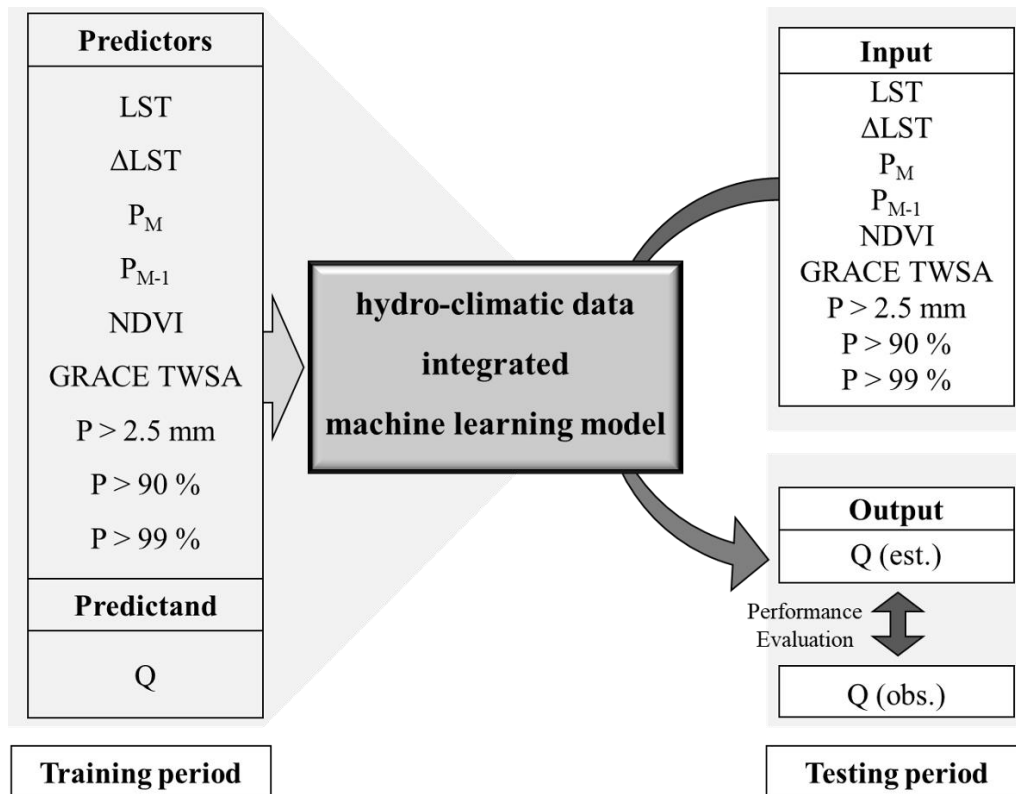 Predictors
LST
ΔLST
P_M
P_M-1
NDVI
GRACE TWSA
P > 2.5 mm
P > 90 %
P > 99 %
Predictand
Q
Training period
hydro-climatic data
integrated
machine learning model
Input
LST
ΔLST
P_M
P_M-1
NDVI
GRACE TWSA
P > 2.5 mm
P > 90 %
P > 99 %
Output
Q (est.)
Performance
Evaluation
Q (obs.)
Testing period